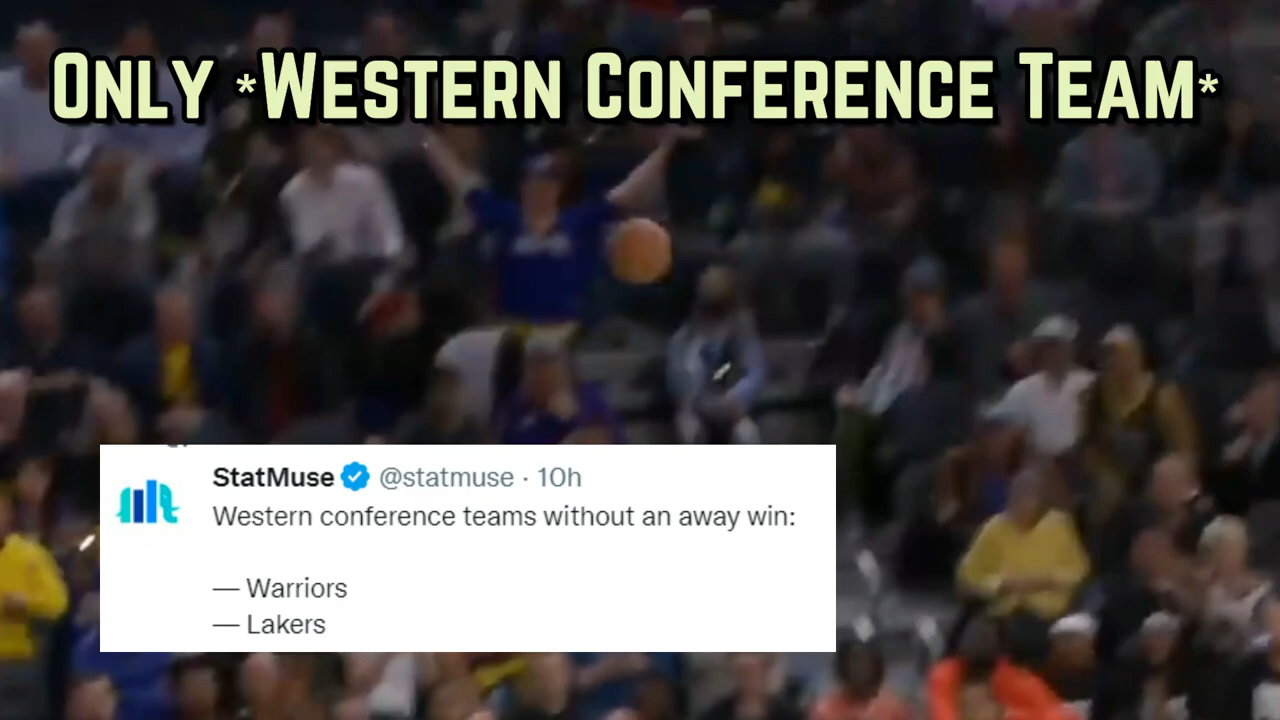 Only *Western Conference Team*
StatMuse @statmuse · 10h
Western conference teams without an away win:
— Warriors
— Lakers